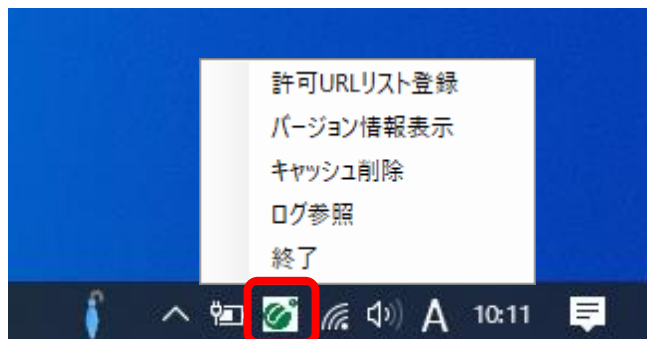 許可URLリスト登録
バージョン情報表示
キャッシュ削除
ログ参照
終了
A 10:11